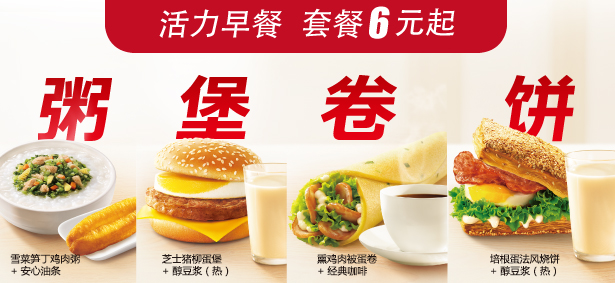 活力早餐 套餐6元起
粥 堡 卷 饼
雪菜笋丁鸡肉粥
+ 安心油条
芝士猪柳蛋堡
+ 醇豆浆（热）
熏鸡肉被蛋卷
+ 经典咖啡
培根蛋法风烧饼
+ 醇豆浆（热）